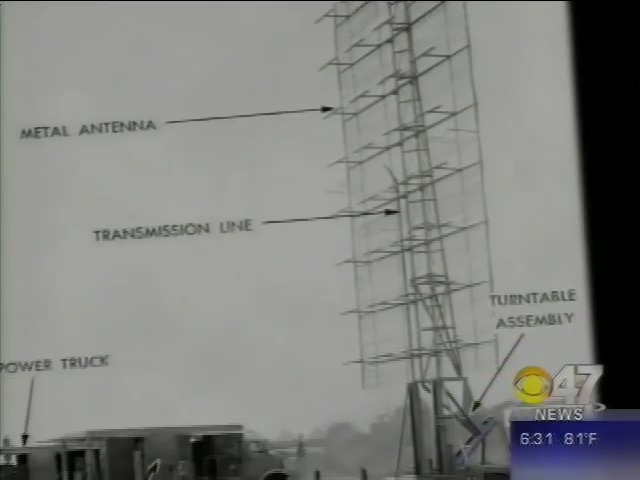 METAL ANTENNA
TRANSMISSION LINE
TURNTABLE
ASSEMBLY
POWER TRUCK
47
NEWS
6:31 81°F